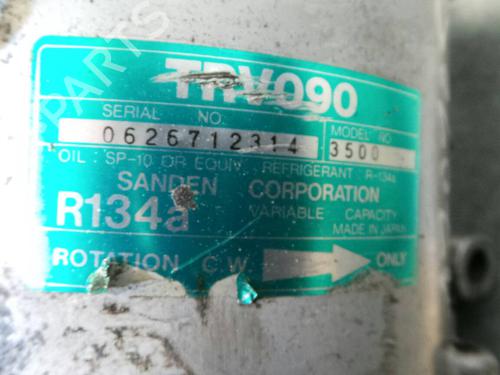 TRV090
SERIAL NO.
MODEL NO
0626712314
3500
OIL : SP-10 OR EQUIV. REFRIGERANT : R-134a
SANDEN CORPORATION
R134a
VARIABLE CAPACITY
MADE IN JAPAN
ROTATION C W ONLY